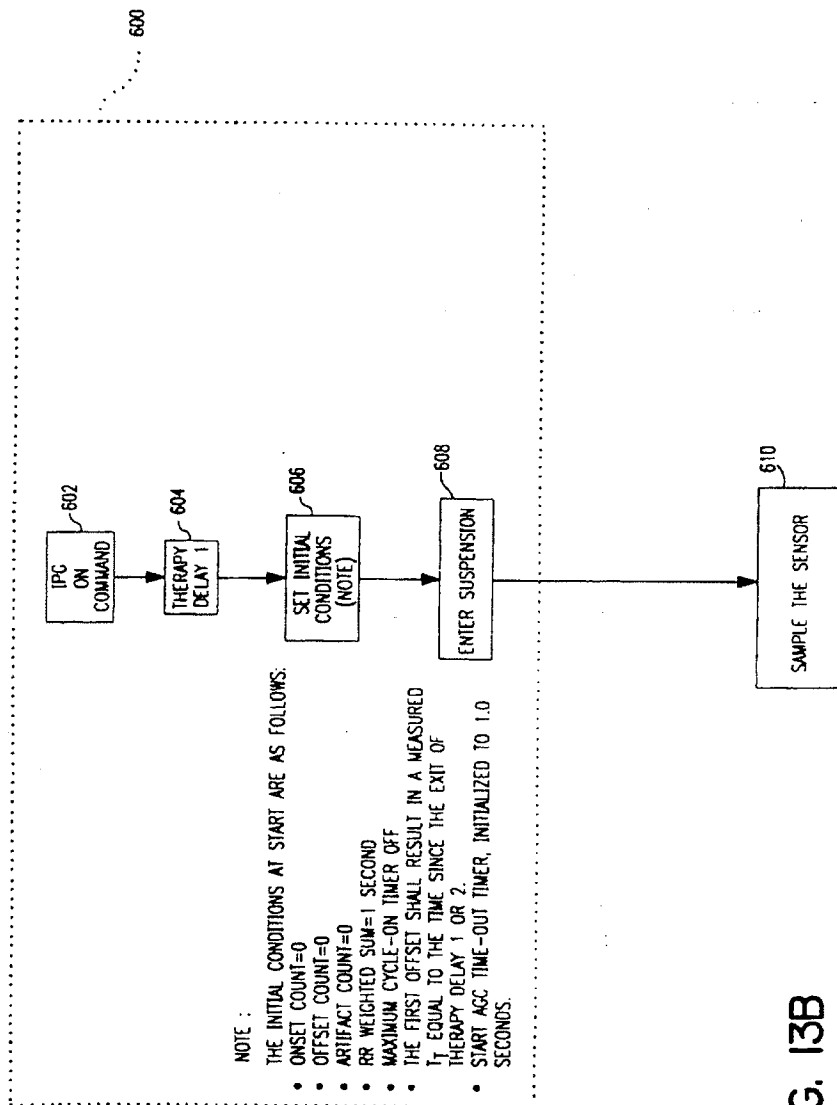 600
IPC
ON
COMMAND
602
THERAPY
DELAY 1
604
SET INITIAL
CONDITIONS
(NOTE)
606
ENTER SUSPENSION
608
NOTE :
THE INITIAL CONDITIONS AT START ARE AS FOLLOWS:
• ONSET COUNT=0
• OFFSET COUNT=0
• ARTIFACT COUNT=0
• RR WEIGHTED SUM=1 SECOND
• MAXIMUM CYCLE-ON TIMER OFF
• THE FIRST OFFSET SHALL RESULT IN A MEASURED
TT EQUAL TO THE TIME SINCE THE EXIT OF
THERAPY DELAY 1 OR 2.
• START AGC TIME-OUT TIMER, INITIALIZED TO 1.0
SECONDS.
SAMPLE THE SENSOR
610
G. 13B